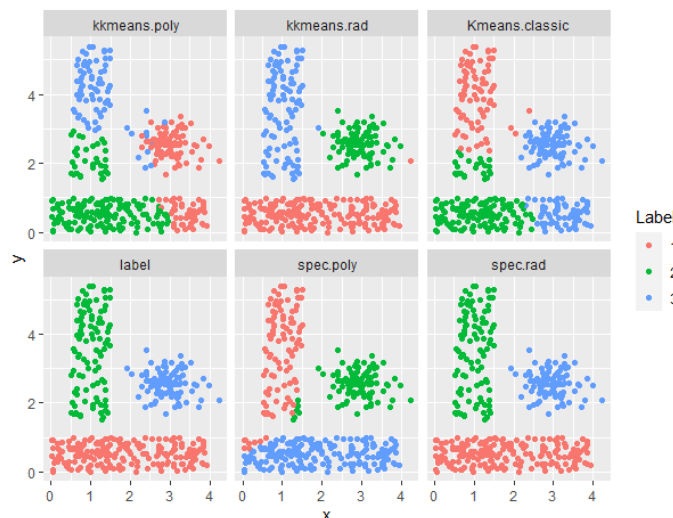 kkmeans.poly
kkmeans.rad
Kmeans.classic
4
2
0
Label
1
2
3
y
label
spec.poly
spec.rad
4
2
0
0 1 2 3 4
0 1 2 3 4
0 1 2 3 4
x